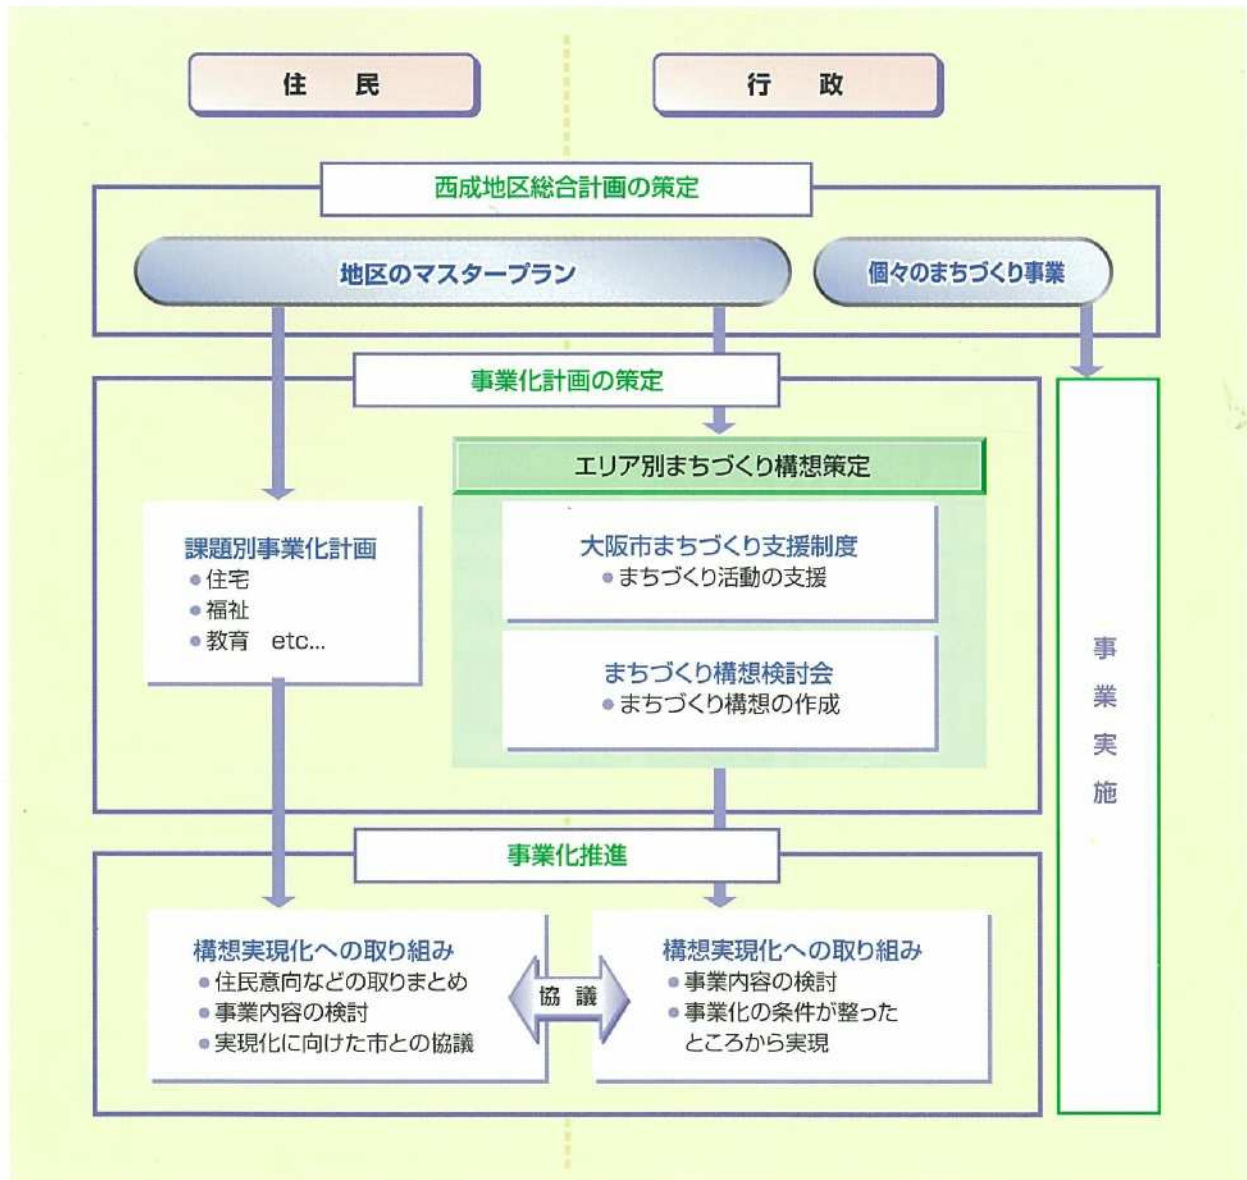 住 民
行 政
西成地区総合計画の策定
地区のマスタープラン
個々のまちづくり事業
事業化計画の策定
エリア別まちづくり構想策定
課題別事業化計画
●住宅
●福祉
●教育 etc...
大阪市まちづくり支援制度
●まちづくり活動の支援
まちづくり構想検討会
●まちづくり構想の作成
事業実施
事業化推進
構想実現化への取り組み
●住民意向などの取りまとめ
●事業内容の検討
●実現化に向けた市との協議
協 議
構想実現化への取り組み
●事業内容の検討
●事業化の条件が整った
ところから実現